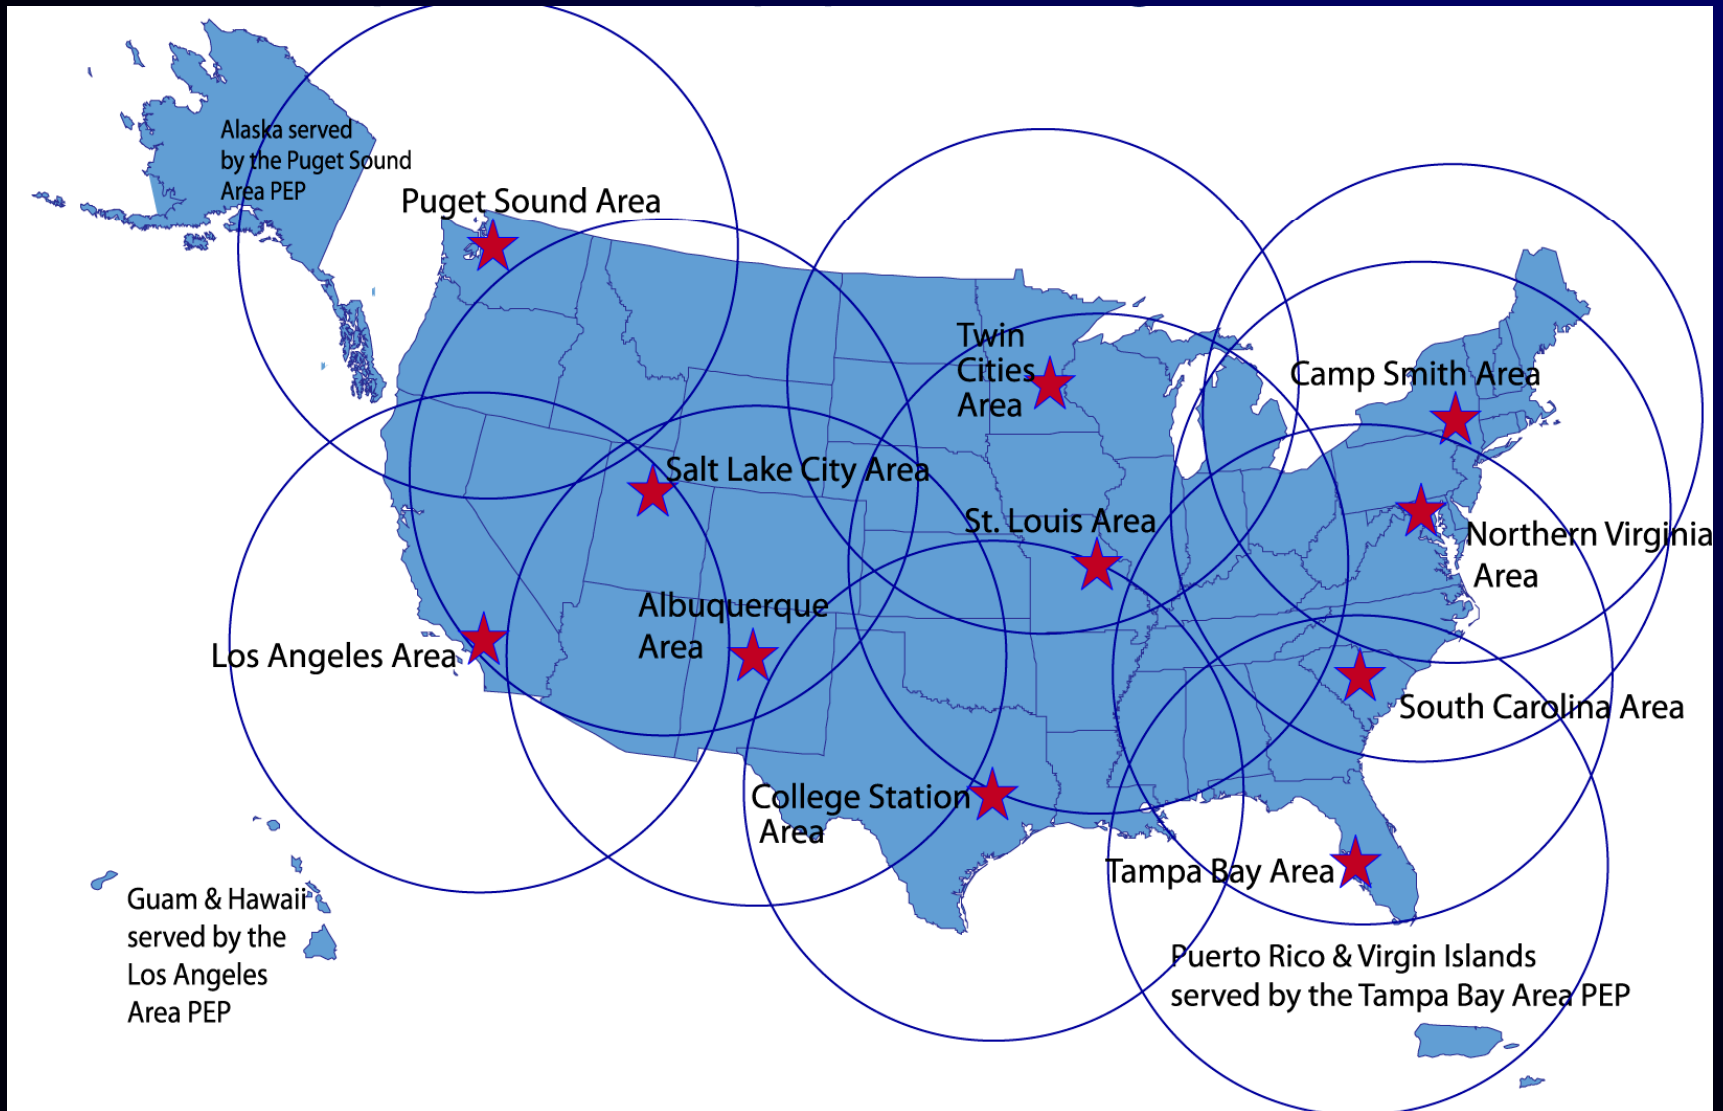 Alaska served
by the Puget Sound
Area PEP
Puget Sound Area
Twin
Cities
Area
Camp Smith Area
Salt Lake City Area
St. Louis Area
Northern Virginia
Area
Albuquerque
Area
Los Angeles Area
South Carolina Area
College Station
Area
Tampa Bay Area
Guam & Hawaii
served by the
Los Angeles
Area PEP
Puerto Rico & Virgin Islands
served by the Tampa Bay Area PEP